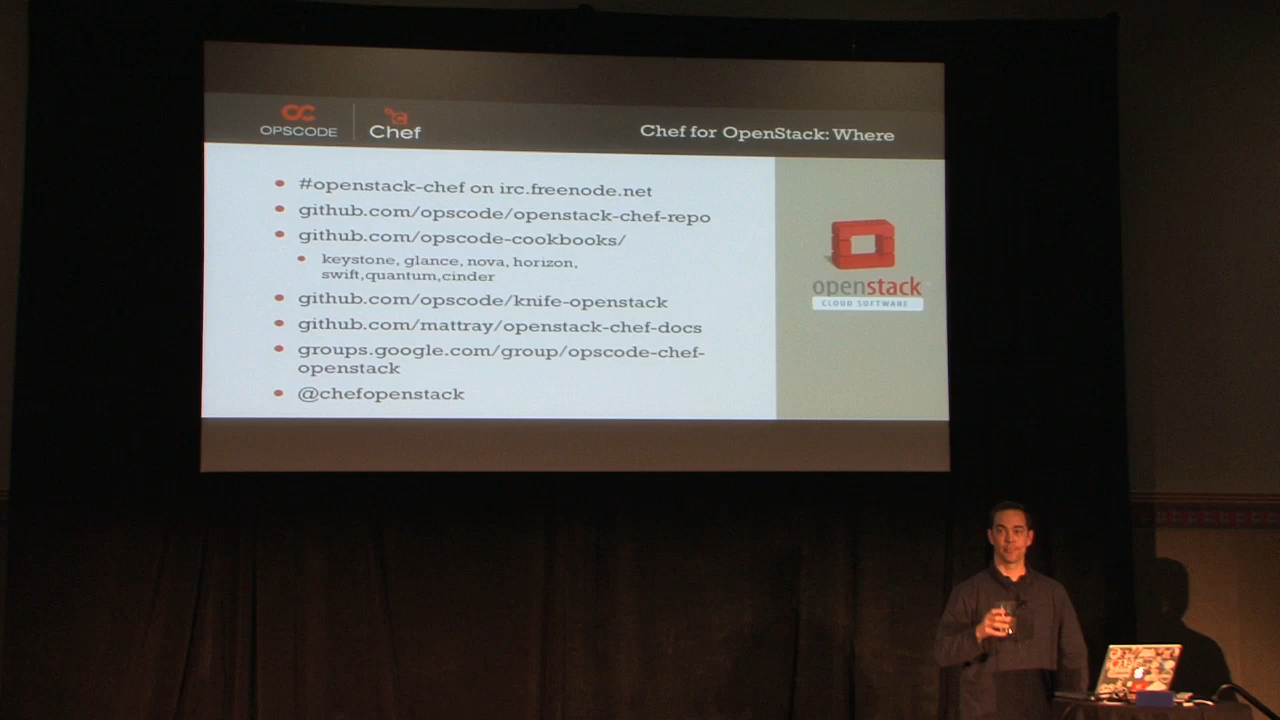 OPSCODE
Chef
Chef for OpenStack: Where
#openstack-chef on irc.freenode.net
github.com/opscode/openstack-chef-repo
github.com/opscode-cookbooks/
keystone, glance, nova, horizon,
swift,quantum,cinder
github.com/opscode/knife-openstack
github.com/mattray/openstack-chef-docs
groups.google.com/group/opscode-chef-
openstack
@chefopenstack
openstack
CLOUD SOFTWARE